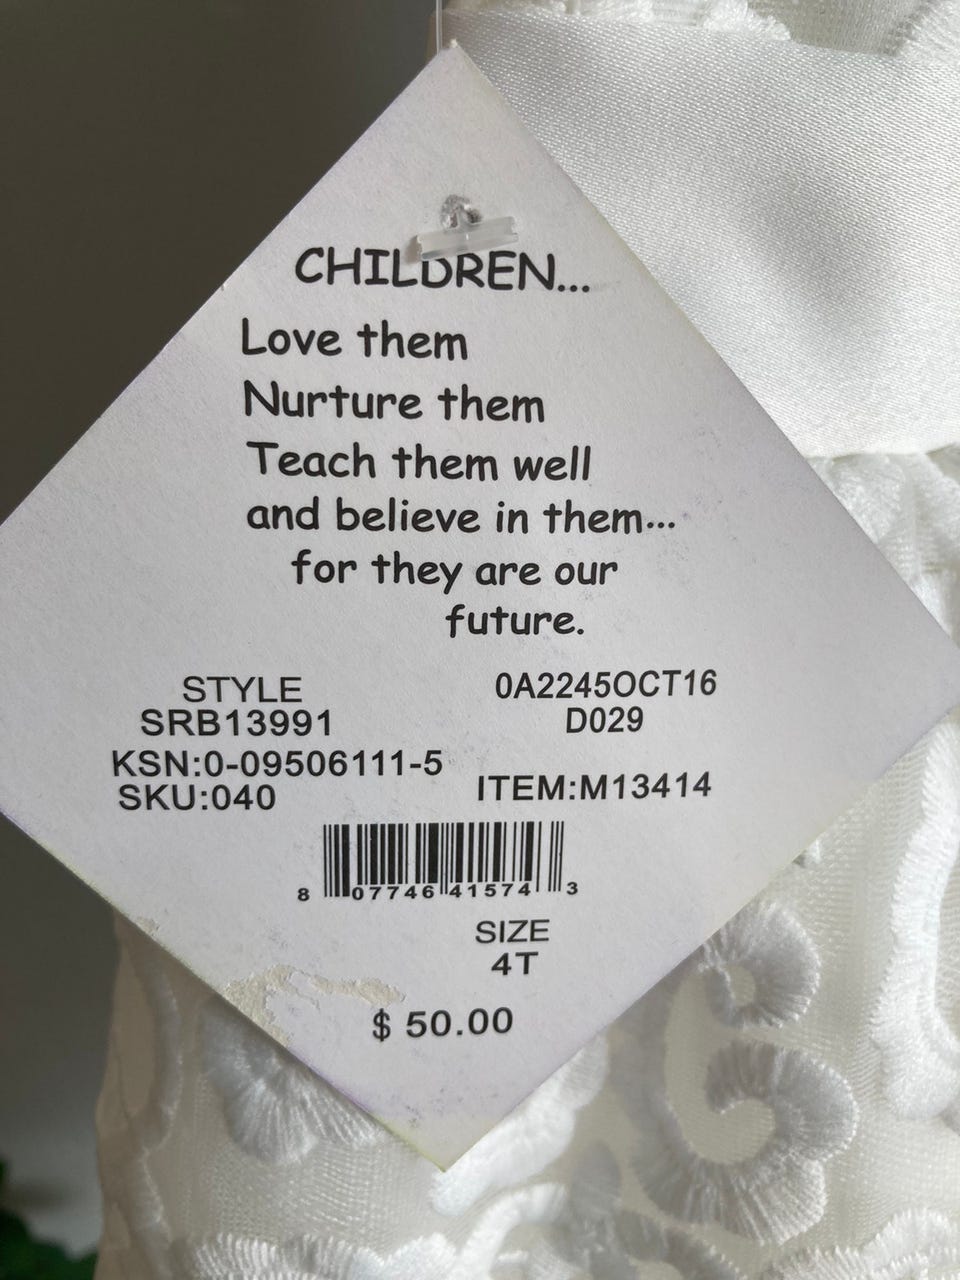 CHILDREN...
Love them
Nurture them
Teach them well
and believe in them...
for they are our
future.
STYLE
SRB13991
KSN:0-09506111-5
SKU:040
0A2245OCT16
D029
ITEM:M13414
8 07746 41574 3
SIZE
4T
$ 50.00